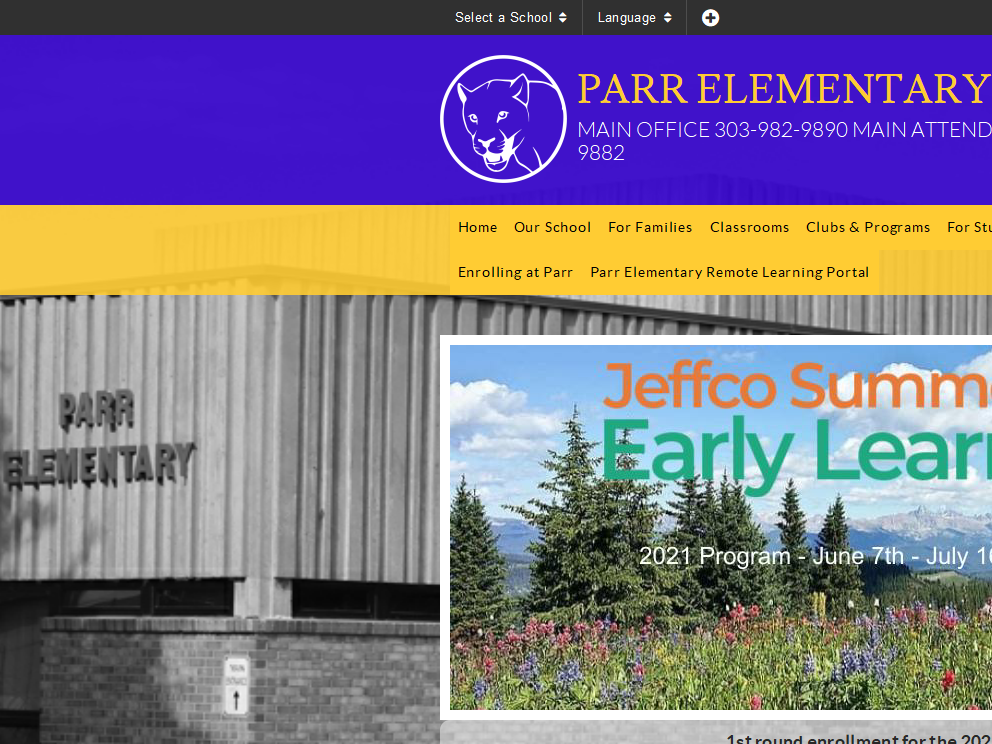 Select a School
Language
PARR ELEMENTARY
MAIN OFFICE 303-982-9890 MAIN ATTEND
9882
Home Our School For Families Classrooms Clubs & Programs For Stu
Enrolling at Parr Parr Elementary Remote Learning Portal
PARR
ELEMENTARY
Jeffco Summe
Early Learn
2021 Program - June 7th - July 16
1st round enrollment for the 202